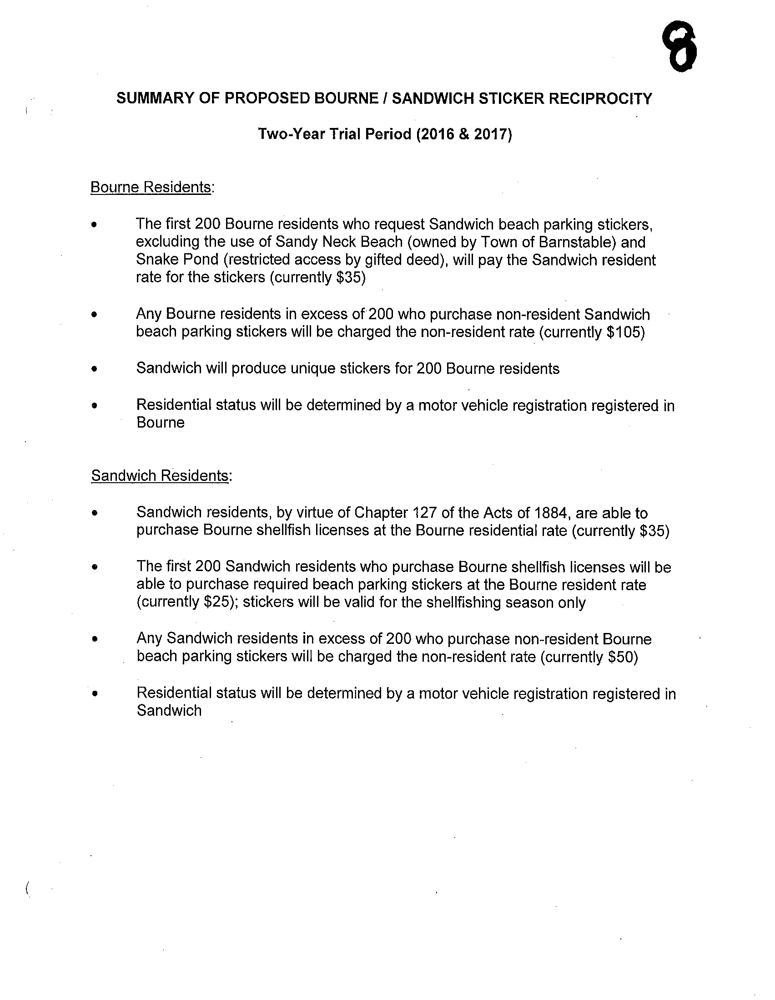 8
SUMMARY OF PROPOSED BOURNE / SANDWICH STICKER RECIPROCITY
Two-Year Trial Period (2016 & 2017)
Bourne Residents:
• The first 200 Bourne residents who request Sandwich beach parking stickers,
excluding the use of Sandy Neck Beach (owned by Town of Barnstable) and
Snake Pond (restricted access by gifted deed), will pay the Sandwich resident
rate for the stickers (currently $35)
• Any Bourne residents in excess of 200 who purchase non-resident Sandwich
beach parking stickers will be charged the non-resident rate (currently $105)
• Sandwich will produce unique stickers for 200 Bourne residents
• Residential status will be determined by a motor vehicle registration registered in
Bourne
Sandwich Residents:
• Sandwich residents, by virtue of Chapter 127 of the Acts of 1884, are able to
purchase Bourne shellfish licenses at the Bourne residential rate (currently $35)
• The first 200 Sandwich residents who purchase Bourne shellfish licenses will be
able to purchase required beach parking stickers at the Bourne resident rate
(currently $25); stickers will be valid for the shellfishing season only
• Any Sandwich residents in excess of 200 who purchase non-resident Bourne
beach parking stickers will be charged the non-resident rate (currently $50)
• Residential status will be determined by a motor vehicle registration registered in
Sandwich